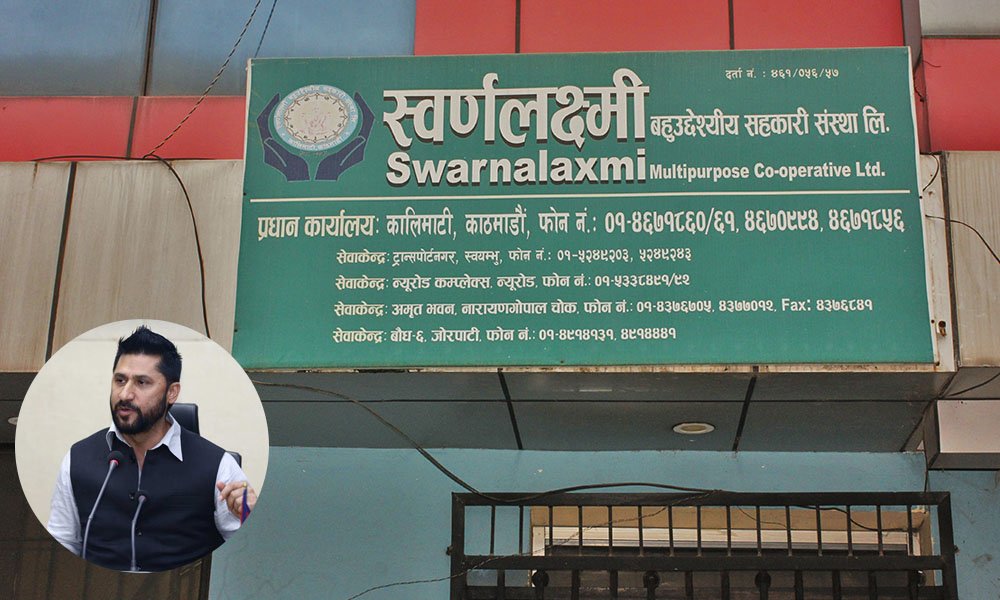 दर्ता नं. : ४६१/०५६/५७
स्वर्णलक्ष्मी बहुउद्देश्यीय सहकारी संस्था लि.
Swarnalaxmi Multipurpose Co-operative Ltd.
प्रधान कार्यालय: कालिमाटी, काठमाडौं, फोन नं.: ०१-४६७१८६०/६१, ४६७०९९४, ४६७१८५६
सेवाकेन्द्र: ट्रान्सपोर्टनगर, स्वयम्भु, फोन नं.: ०१-५२४९२०३, ५२४९२४३
सेवाकेन्द्र: न्यूरोड कम्प्लेक्स, न्यूरोड, फोन नं.: ०१-५३३८४९१/९२
सेवाकेन्द्र: अमृत भवन, नारायणगोपाल चोक, फोन नं.: ०१-४३७६७०५, ४३७७०१२, Fax: ४३७६८४१
सेवाकेन्द्र: बौध-६, जोरपाटी, फोन नं.: ०१-४९१४१३१, ४९१४४४१